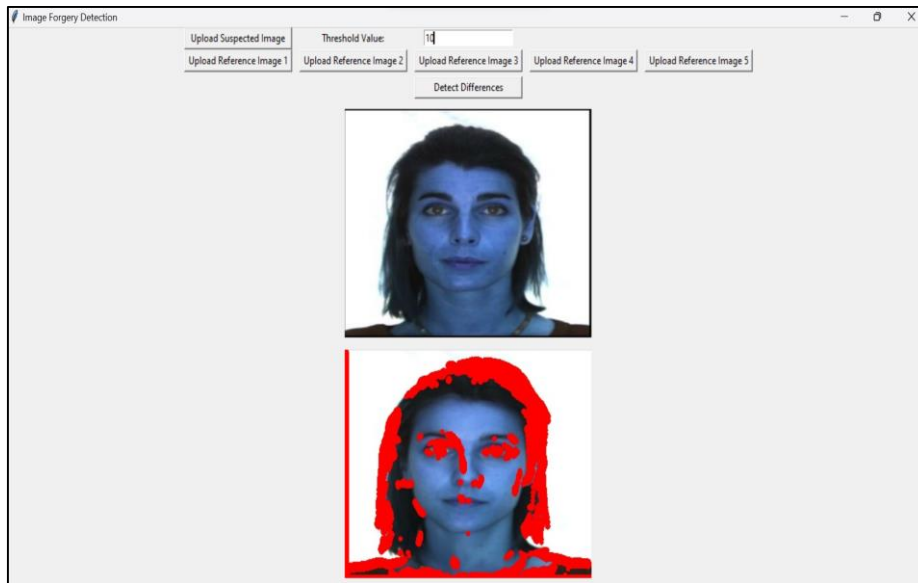 Image Forgery Detection
Upload Suspected Image Threshold Value: 10
Upload Reference Image 1 Upload Reference Image 2 Upload Reference Image 3 Upload Reference Image 4 Upload Reference Image 5
Detect Differences